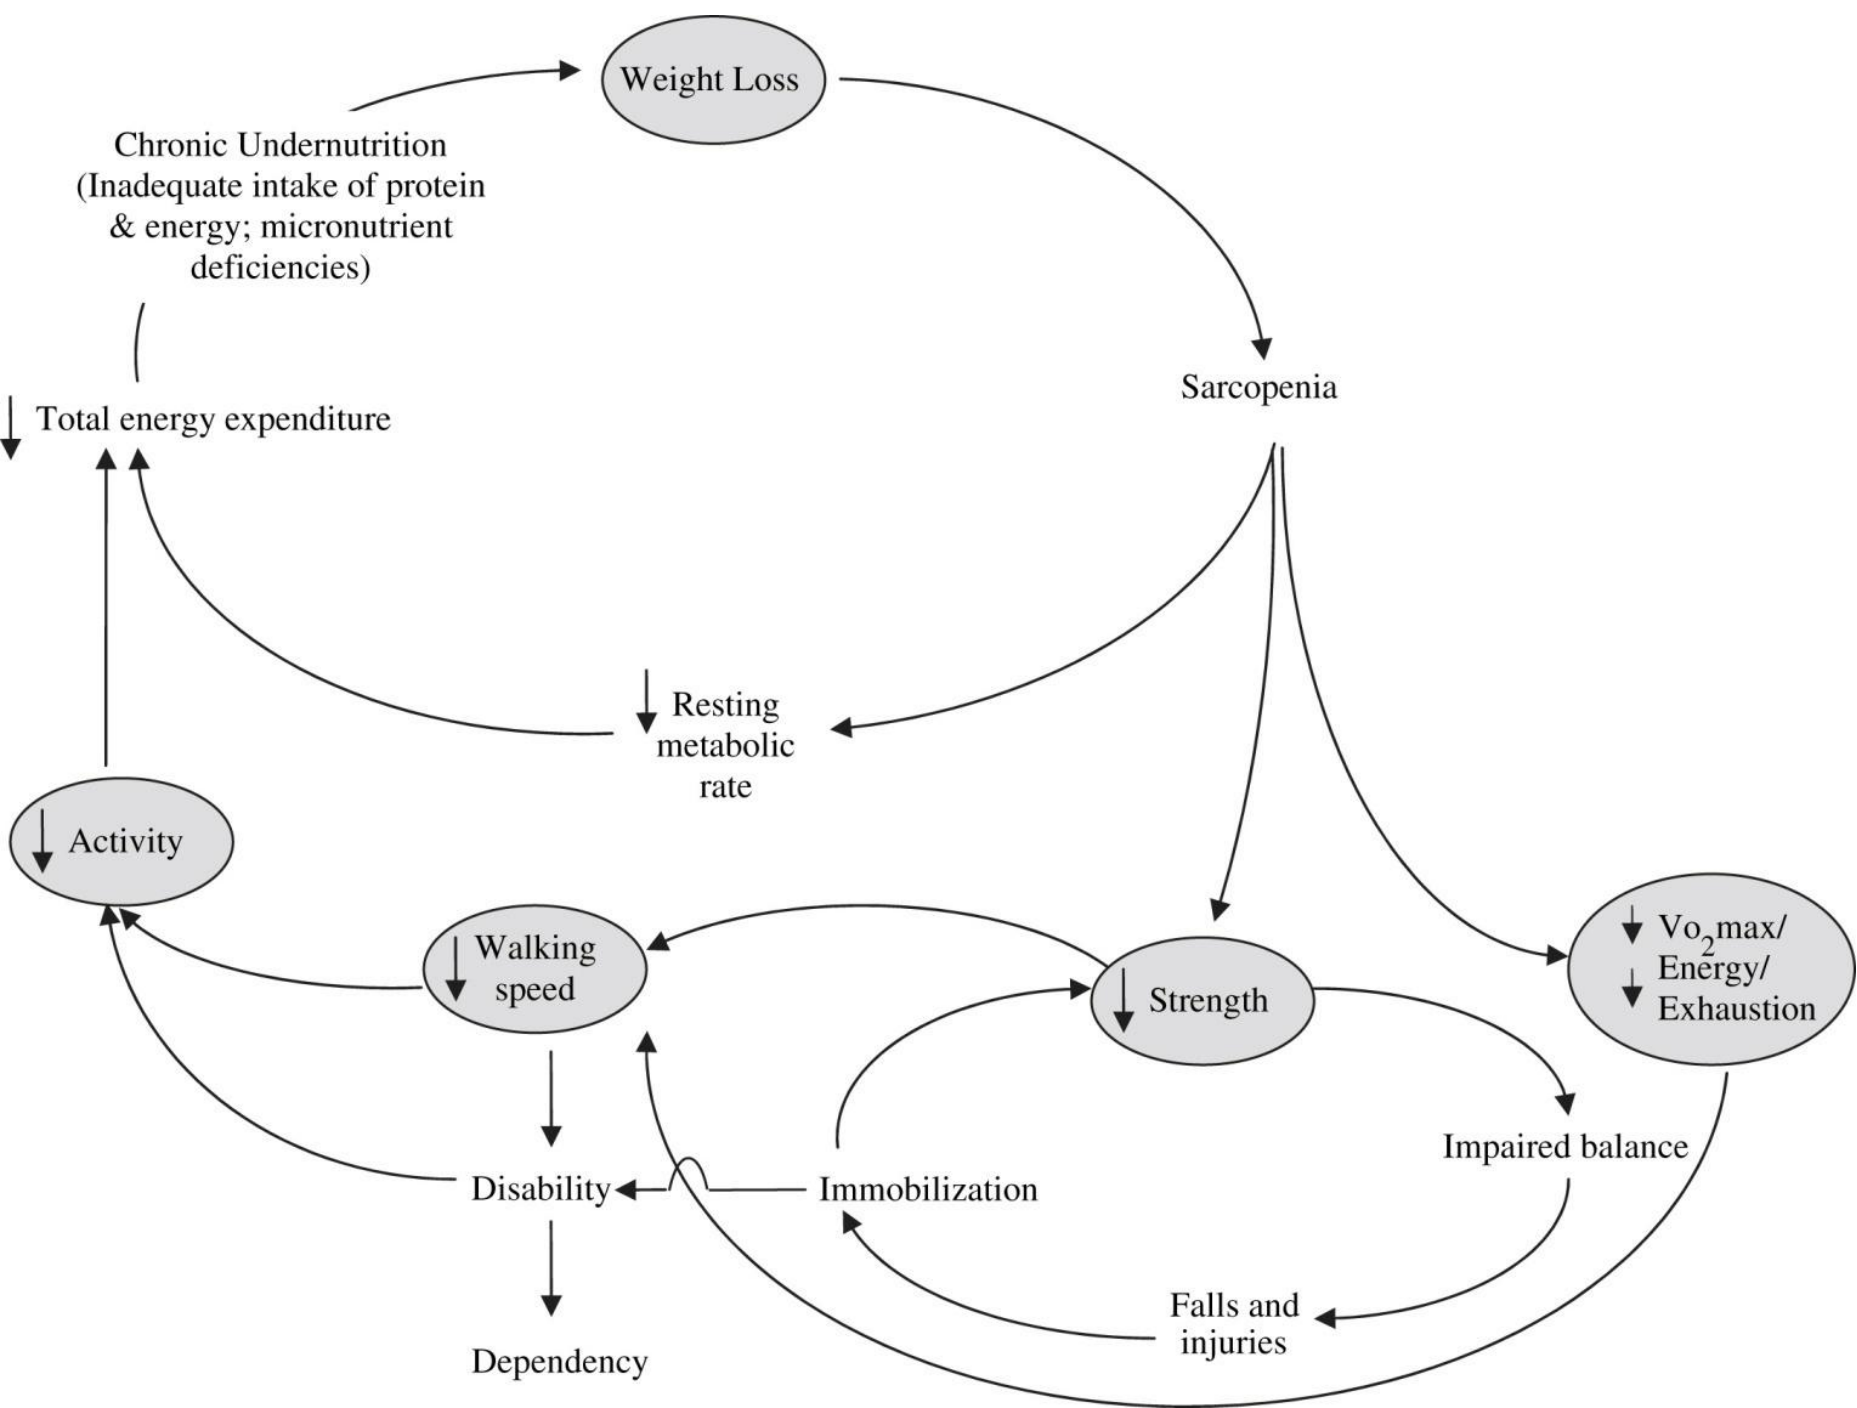 Weight Loss
Chronic Undernutrition
(Inadequate intake of protein
& energy; micronutrient
deficiencies)
Sarcopenia
↓ Total energy expenditure
↓ Resting
metabolic
rate
↓ Activity
↓ Walking
speed
↓ Strength
↓ Vo₂max/
↓ Energy/
Exhaustion
Impaired balance
Disability
Immobilization
Falls and
injuries
Dependency